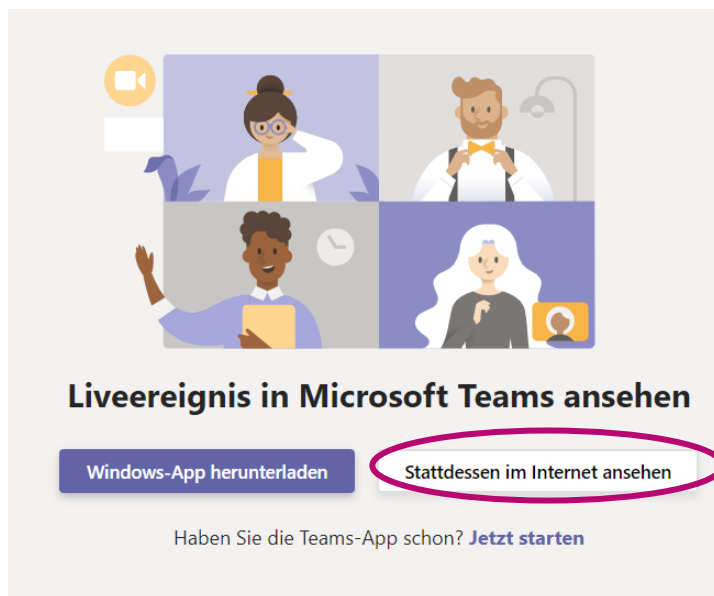 Liveereignis in Microsoft Teams ansehen
Windows-App herunterladen
Stattdessen im Internet ansehen
Haben Sie die Teams-App schon? Jetzt starten